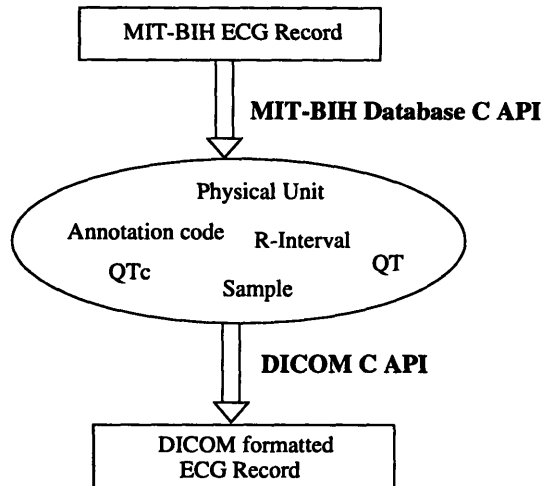 MIT-BIH ECG Record
MIT-BIH Database C API
Physical Unit
Annotation code
R-Interval
QTc
QT
Sample
DICOM C API
DICOM formatted
ECG Record